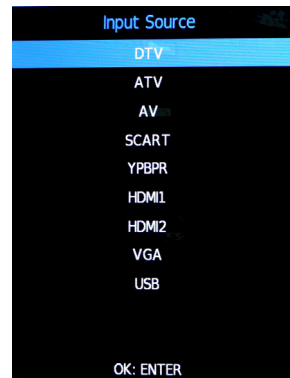 Input Source
DTV
ATV
AV
SCART
YPBPR
HDMI1
HDMI2
VGA
USB
OK: ENTER